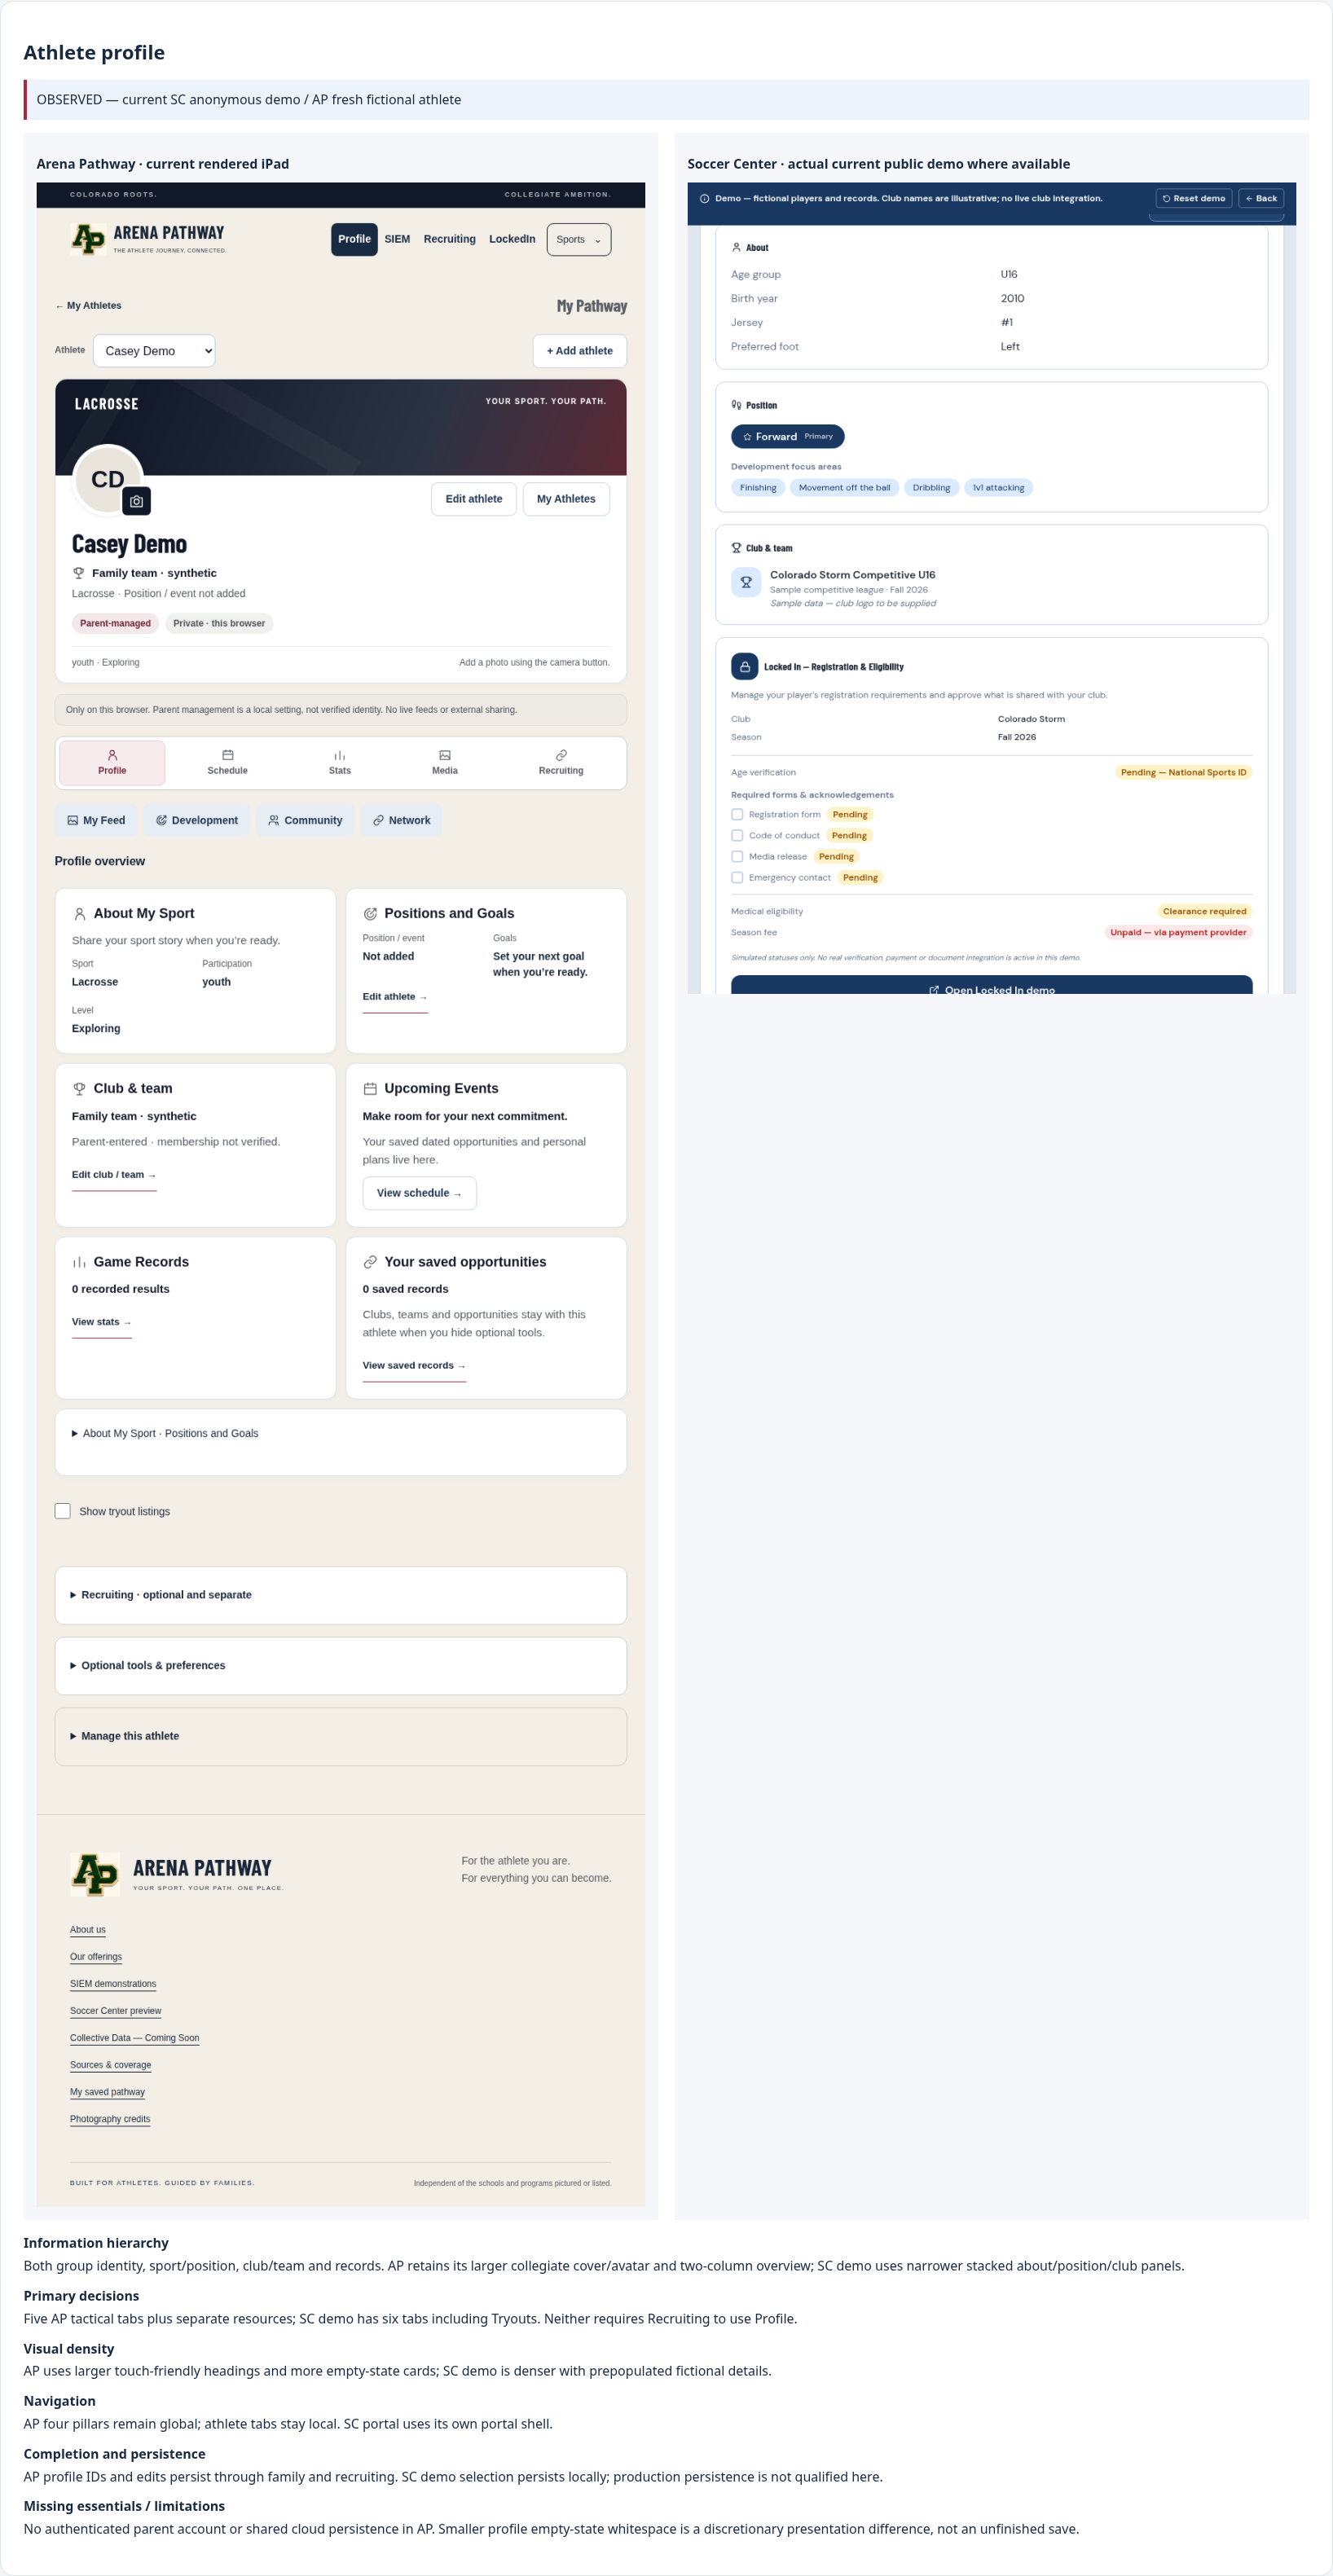 Athlete profile
OBSERVED — current SC anonymous demo / AP fresh fictional athlete
Arena Pathway · current rendered iPad
COLORADO ROOTS.
COLLEGIATE AMBITION.
AP
ARENA PATHWAY
THE ATHLETE JOURNEY, CONNECTED.
Profile
SIEM
Recruiting
LockedIn
Sports
← My Athletes
My Pathway
Athlete
Casey Demo
+ Add athlete
LACROSSE
YOUR SPORT. YOUR PATH.
CD
Edit athlete
My Athletes
Casey Demo
Family team · synthetic
Lacrosse · Position / event not added
Parent-managed
Private · this browser
youth · Exploring
Add a photo using the camera button.
Only on this browser. Parent management is a local setting, not verified identity. No live feeds or external sharing.
Profile
Schedule
Stats
Media
Recruiting
My Feed
Development
Community
Network
Profile overview
About My Sport
Share your sport story when you're ready.
Sport
Participation
Lacrosse
youth
Level
Exploring
Positions and Goals
Position / event
Goals
Not added
Set your next goal
when you're ready.
Edit athlete →
Club & team
Family team · synthetic
Parent-entered · membership not verified.
Edit club / team →
Upcoming Events
Make room for your next commitment.
Your saved dated opportunities and personal
plans live here.
View schedule →
Game Records
0 recorded results
View stats →
Your saved opportunities
0 saved records
Clubs, teams and opportunities stay with this
athlete when you hide optional tools.
View saved records →
▶ About My Sport · Positions and Goals
Show tryout listings
▶ Recruiting · optional and separate
▶ Optional tools & preferences
▶ Manage this athlete
AP
ARENA PATHWAY
YOUR SPORT. YOUR PATH. ONE PLACE.
For the athlete you are.
For everything you can become.
About us
Our offerings
SIEM demonstrations
Soccer Center preview
Collective Data — Coming Soon
Sources & coverage
My saved pathway
Photography credits
BUILT FOR ATHLETES. GUIDED BY FAMILIES.
Independent of the schools and programs pictured or listed.
Soccer Center · actual current public demo where available
Demo — fictional players and records. Club names are illustrative; no live club integration.
Reset demo
← Back
About
Age group
U16
Birth year
2010
Jersey
#1
Preferred foot
Left
Position
Forward Primary
Development focus areas
Finishing
Movement off the ball
Dribbling
1v1 attacking
Club & team
Colorado Storm Competitive U16
Sample competitive league · Fall 2026
Sample data — club logo to be supplied
Locked In — Registration & Eligibility
Manage your player's registration requirements and approve what is shared with your club.
Club
Colorado Storm
Season
Fall 2026
Age verification
Pending — National Sports ID
Required forms & acknowledgements
Registration form Pending
Code of conduct Pending
Media release Pending
Emergency contact Pending
Medical eligibility
Clearance required
Season fee
Unpaid — via payment provider
Simulated statuses only. No real verification, payment or document integration is active in this demo.
Open Locked In demo
Information hierarchy
Both group identity, sport/position, club/team and records. AP retains its larger collegiate cover/avatar and two-column overview; SC demo uses narrower stacked about/position/club panels.
Primary decisions
Five AP tactical tabs plus separate resources; SC demo has six tabs including Tryouts. Neither requires Recruiting to use Profile.
Visual density
AP uses larger touch-friendly headings and more empty-state cards; SC demo is denser with prepopulated fictional details.
Navigation
AP four pillars remain global; athlete tabs stay local. SC portal uses its own portal shell.
Completion and persistence
AP profile IDs and edits persist through family and recruiting. SC demo selection persists locally; production persistence is not qualified here.
Missing essentials / limitations
No authenticated parent account or shared cloud persistence in AP. Smaller profile empty-state whitespace is a discretionary presentation difference, not an unfinished save.